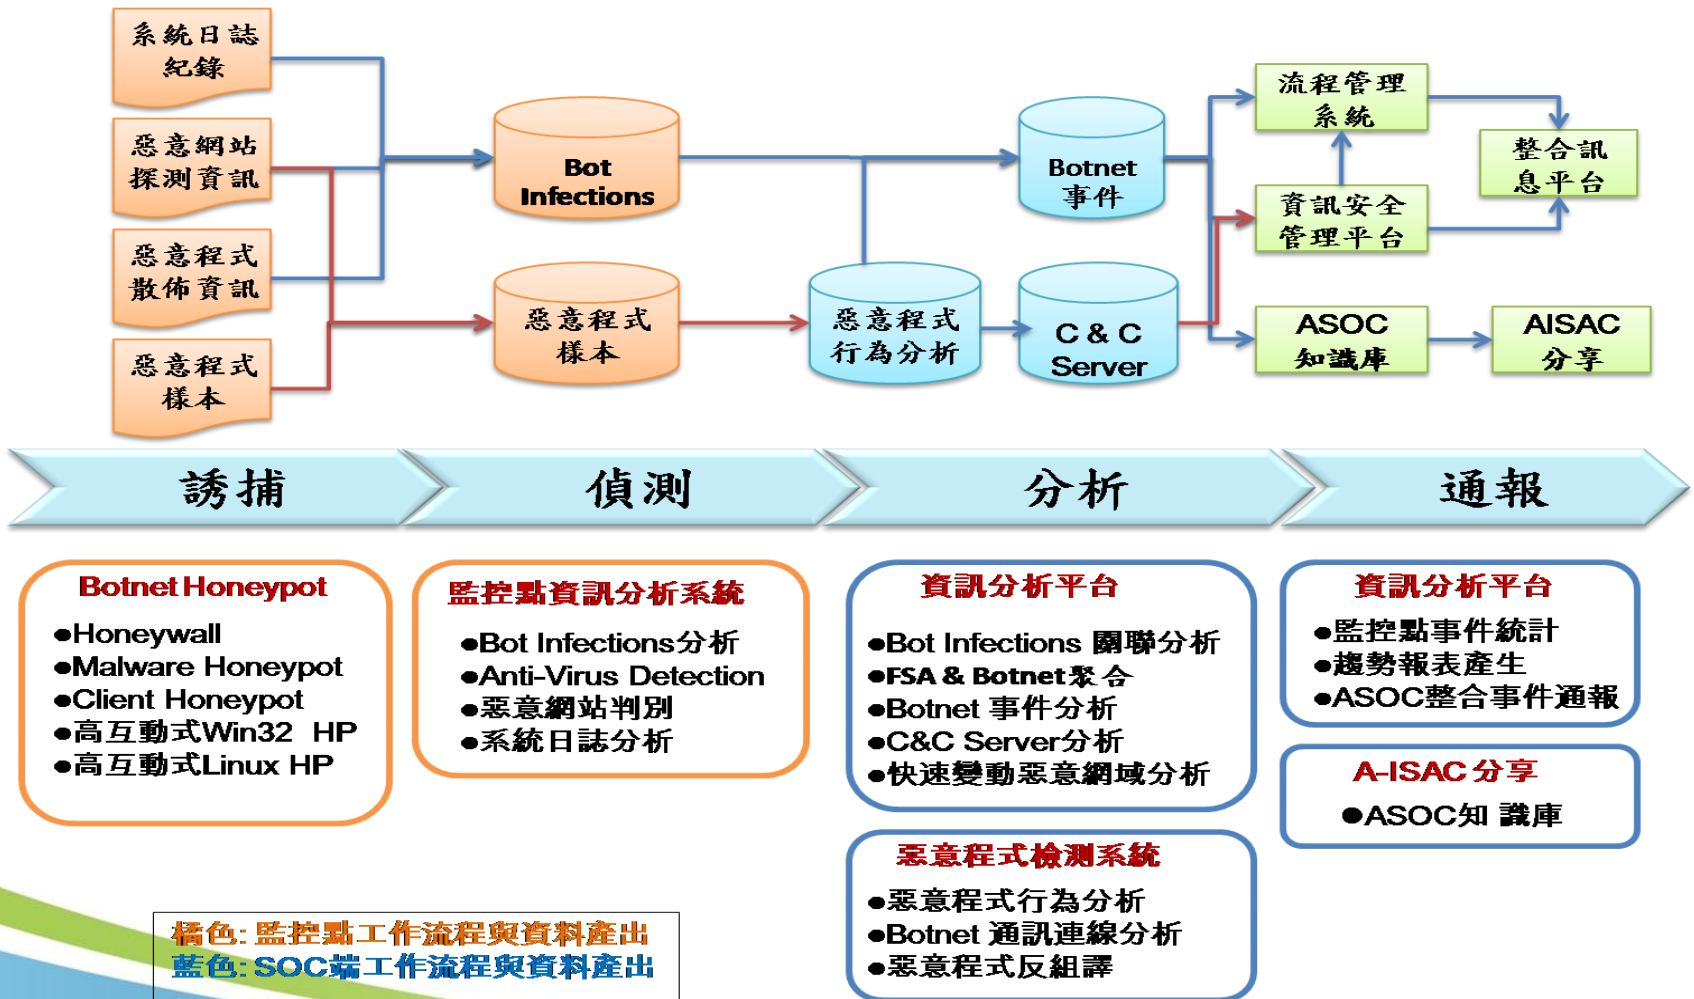 系統日誌
紀錄
惡意網站
探測資訊
惡意程式
散佈資訊
惡意程式
樣本
Bot
Infections
惡意程式
樣本
惡意程式
行為分析
Botnet
事件
C & C
Server
流程管理
系統
資訊安全
管理平台
整合訊
息平台
ASOC
知識庫
AISAC
分享
誘捕
偵測
分析
通報
Botnet Honeypot
●Honeywall
●Malware Honeypot
●Client Honeypot
●高互動式Win32 HP
●高互動式Linux HP
監控點資訊分析系統
●Bot Infections分析
●Anti-Virus Detection
●惡意網站判別
●系統日誌分析
資訊分析平台
●Bot Infections 關聯分析
●FSA & Botnet聚合
●Botnet 事件分析
●C&C Server分析
●快速變動惡意網域分析
惡意程式檢測系統
●惡意程式行為分析
●Botnet 通訊連線分析
●惡意程式反組譯
資訊分析平台
●監控點事件統計
●趨勢報表產生
●ASOC整合事件通報
A-ISAC 分享
●ASOC知 識庫
橘色: 監控點工作流程與資料產出
藍色: SOC端工作流程與資料產出